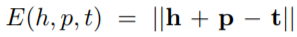 E(h, p, t) = ||h + p − t||